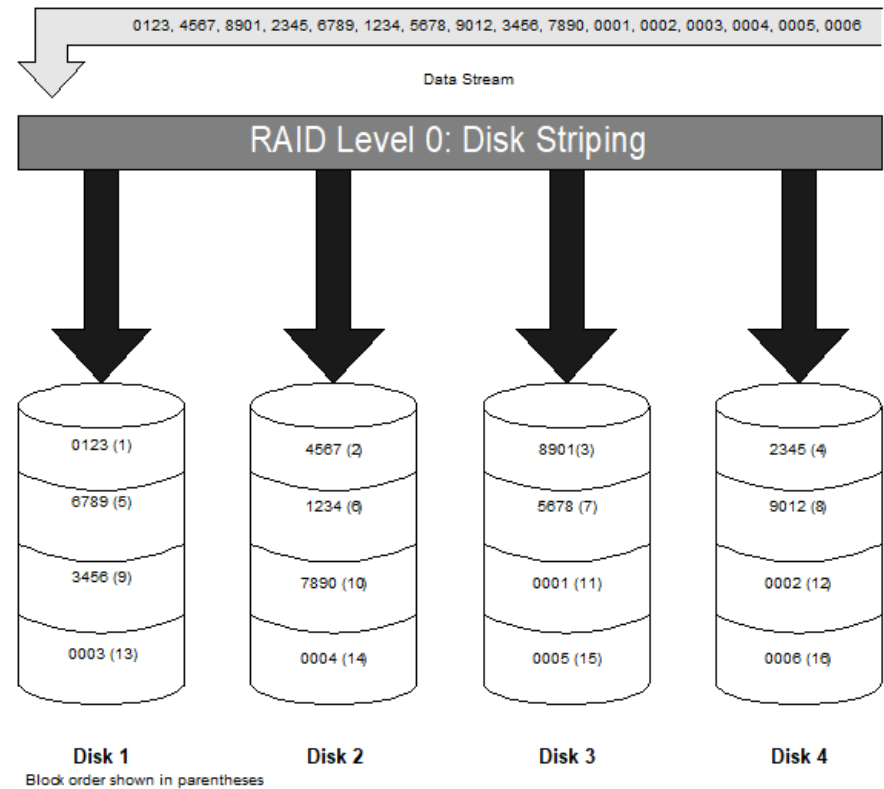 0123, 4567, 8901, 2345, 6789, 1234, 5678, 9012, 3456, 7890, 0001, 0002, 0003, 0004, 0005, 0006
Data Stream
RAID Level 0: Disk Striping
0123 (1) 4567 (2) 8901(3) 2345 (4)
6789 (5) 1234 (6) 5678 (7) 9012 (8)
3456 (9) 7890 (10) 0001 (11) 0002 (12)
0003 (13) 0004 (14) 0005 (15) 0006 (16)
Disk 1 Disk 2 Disk 3 Disk 4
Block order shown in parentheses